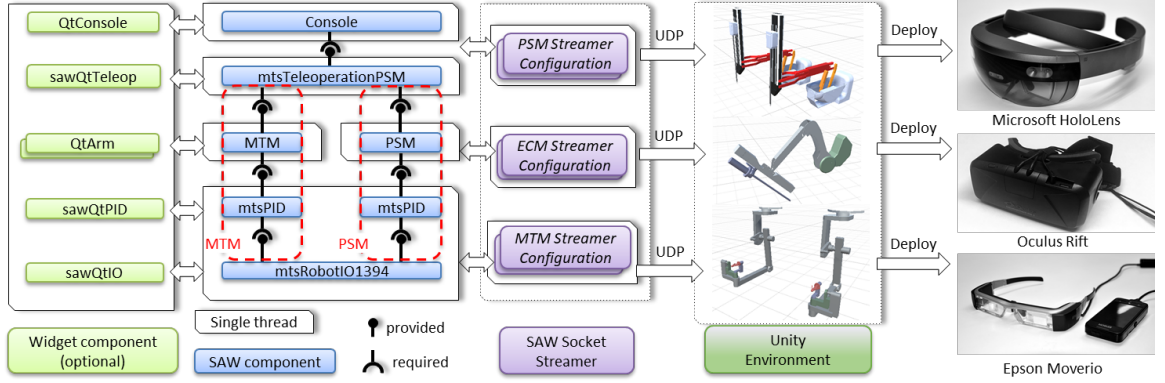 QtConsole
sawQtTeleop
QtArm
sawQtPID
sawQtIO
Widget component
(optional)
Console
mtsTeleoperationPSM
MTM
PSM
mtsPID
mtsPID
MTM
PSM
mtsRobotIO1394
Single thread
SAW component
provided
required
PSM Streamer
Configuration
ECM Streamer
Configuration
MTM Streamer
Configuration
SAW Socket
Streamer
UDP
UDP
UDP
Unity
Environment
Deploy
Deploy
Deploy
Microsoft HoloLens
Oculus Rift
Epson Moverio